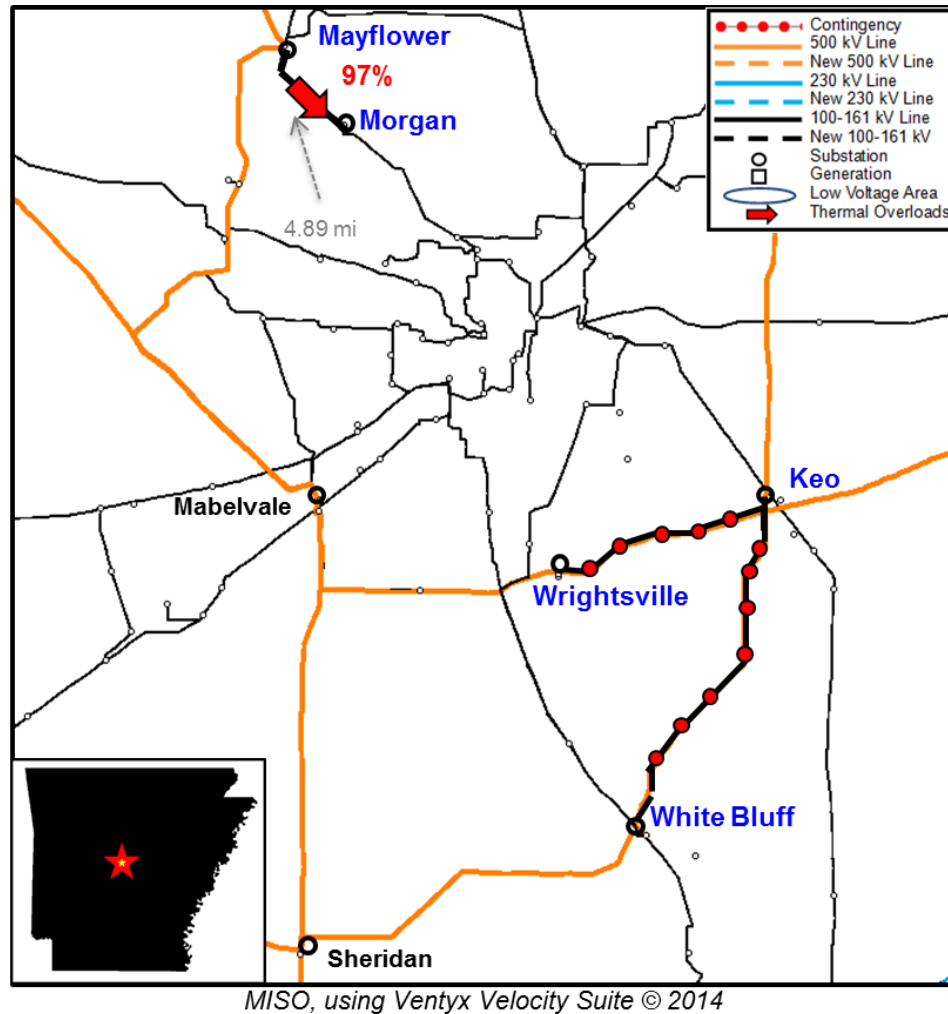 Mayflower
97%
Morgan
4.89 mi
Contingency
500 kV Line
New 500 kV Line
230 kV Line
New 230 kV Line
100-161 kV Line
New 100-161 kV
Substation
Generation
Low Voltage Area
Thermal Overloads
Keo
Mabelvale
Wrightsville
White Bluff
Sheridan
MISO, using Ventyx Velocity Suite © 2014